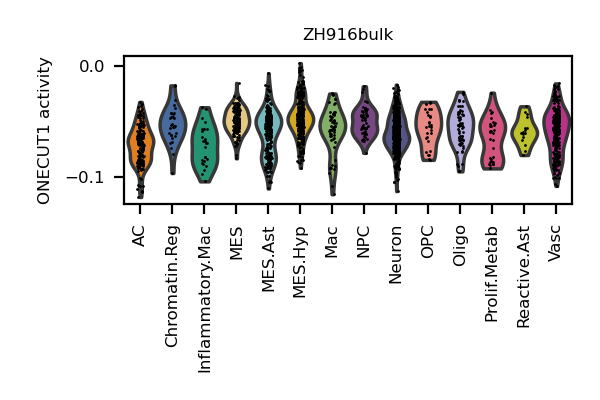 ZH916bulk
ONECUT1 activity
0.0
−0.1
AC
Chromatin.Reg
Inflammatory.Mac
MES
MES.Ast
MES.Hyp
Mac
NPC
Neuron
OPC
Oligo
Prolif.Metab
Reactive.Ast
Vasc